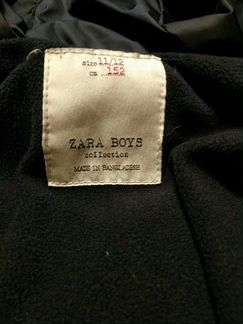 size 11/12
cm 152
ZARA BOYS
collection
MADE IN BANGLADESH